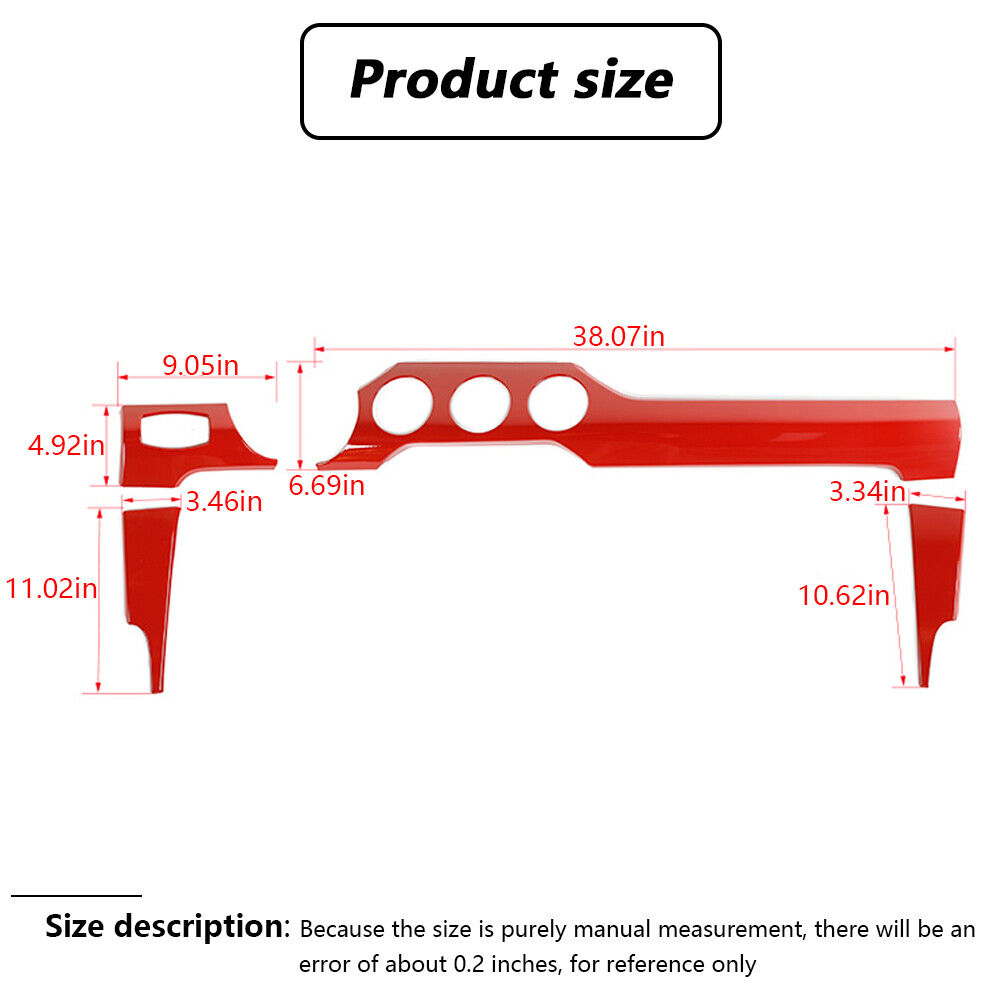 Product size
38.07in
9.05in
4.92in
6.69in
3.46in
3.34in
11.02in
10.62in
Size description: Because the size is purely manual measurement, there will be an
error of about 0.2 inches, for reference only